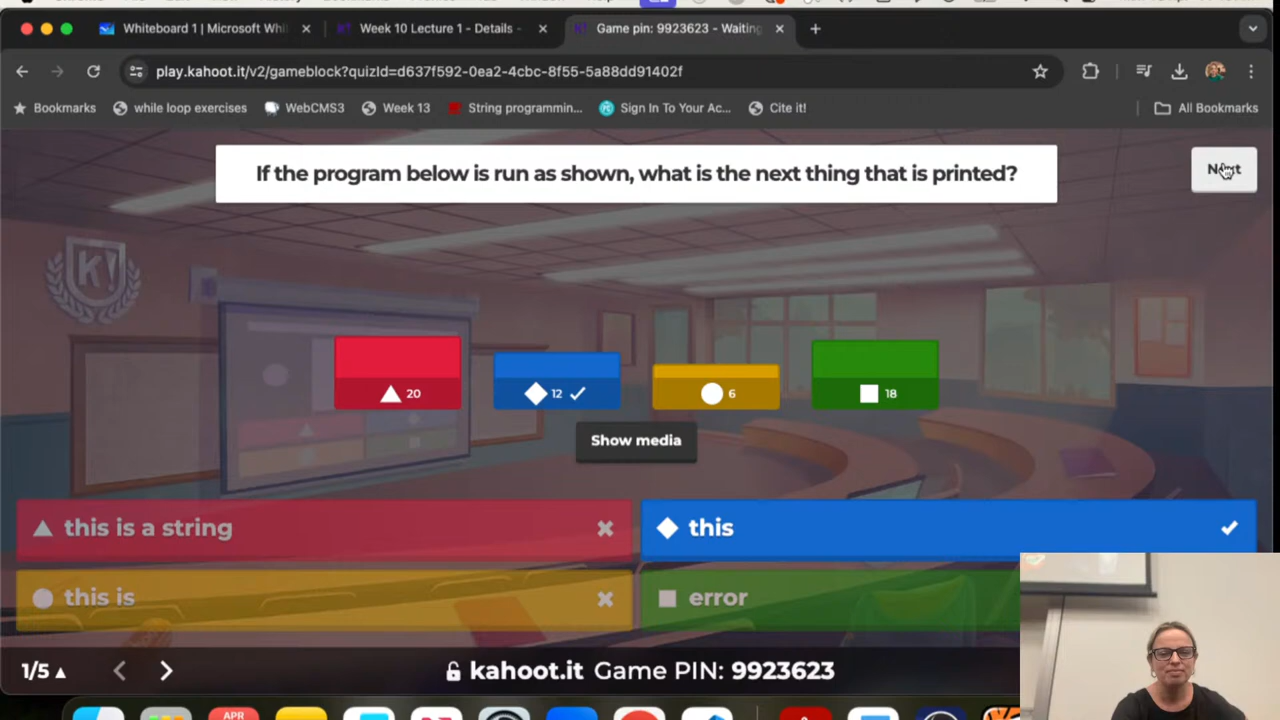 Whiteboard 1 | Microsoft Whi
Week 10 Lecture 1 - Details -
Game pin: 9923623 - Waiting
play.kahoot.it/v2/gameblock?quizId=d637f592-0ea2-4cbc-8f55-5a88dd91402f
Bookmarks
while loop exercises
WebCMS3
Week 13
String programmin...
Sign In To Your Ac...
Cite it!
All Bookmarks
If the program below is run as shown, what is the next thing that is printed?
Next
K!
20
12
6
18
Show media
this is a string
this
this is
error
1/5
kahoot.it Game PIN: 9923623
APR